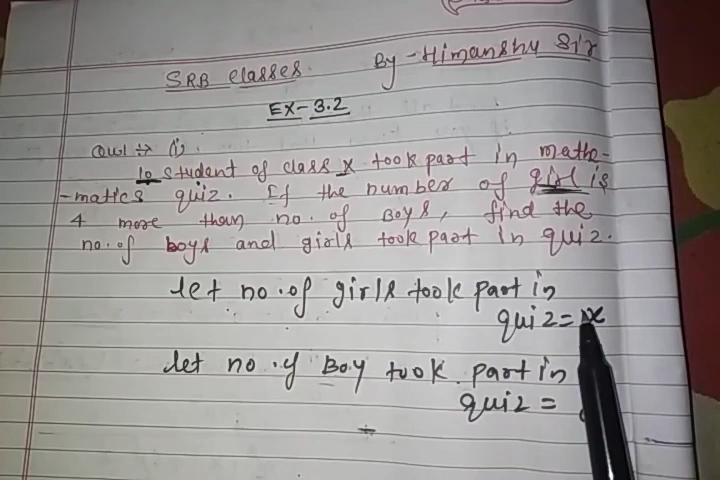 SRB classes. By - Himanshu Sir
EX- 3.2
Qu1 → (i).
10 student of class X took part in mathe-
-matics quiz. If the number of girl is
4 more than no. of Boys, find the
no. of boys and girls took part in quiz.
let no. of girls took part in
quiz = x
let no. of Boy took part in
quiz =